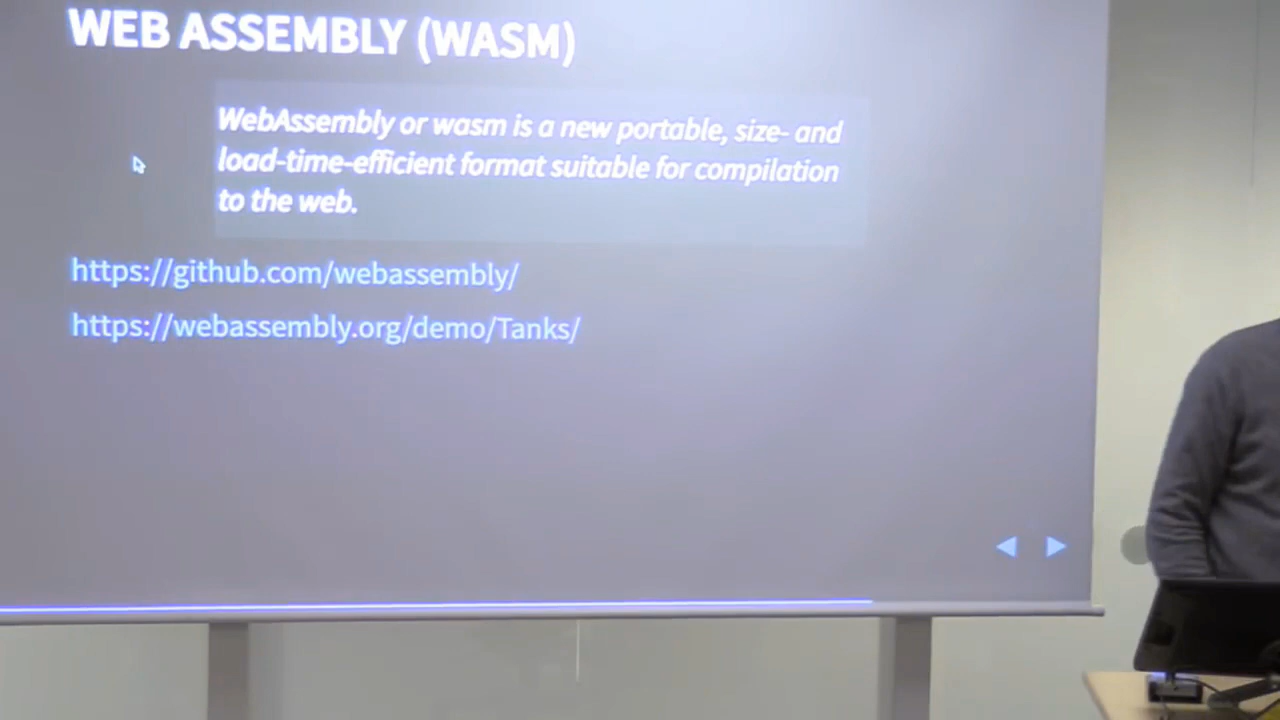 WEB ASSEMBLY (WASM)
WebAssembly or wasm is a new portable, size- and
load-time-efficient format suitable for compilation
to the web.
https://github.com/webassembly/
https://webassembly.org/demo/Tanks/